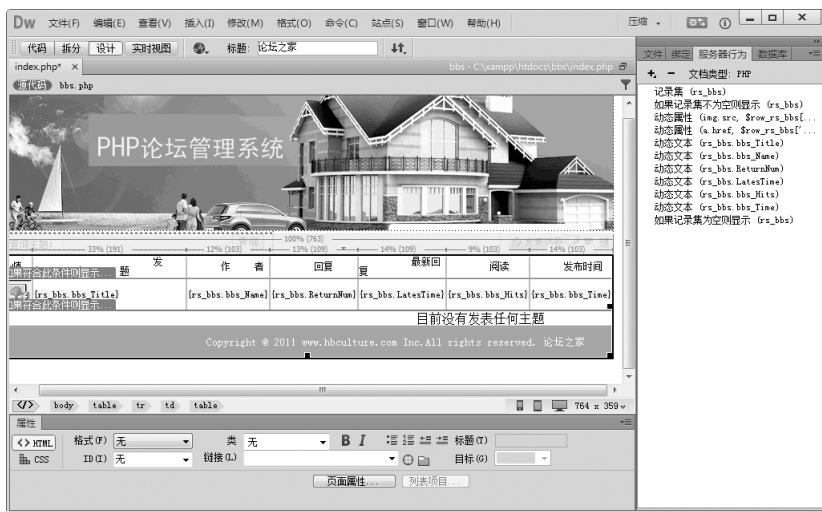 Dw 文件(F) 编辑(E) 查看(V) 插入(I) 修改(M) 格式(O) 命令(C) 站点(S) 窗口(W) 帮助(H) 压缩
代码 拆分 设计 实时视图 标题: 论坛之家
index.php* × bbs - C:\xampp\htdocs\bbs\index.php
源代码 bbs.php
PHP论坛管理系统
33% (191) 12% (103) 100% (763) 13% (109) 14% (109) 9% (103) 14% (103)
发
题
作 者
回复
最新回
复
阅读
发布时间
如果符合此条件则显示...
{rs_bbs.bbs_Title} {rs_bbs.bbs_Name} {rs_bbs.ReturnNum} {rs_bbs.LatesTime} {rs_bbs.bbs_Hits} {rs_bbs.bbs_Time}
如果符合此条件则显示...
目前没有发表任何主题
Copyright @ 2011 www.hbculture.com Inc.All rights reserved. 论坛之家
body table tr td table 764 x 359
属性
<> HTML 格式(F) 无 类 无 B I 标题(T)
CSS ID(I) 无 链接(L) 目标(G)
页面属性... 列表项目...
文件 绑定 服务器行为 数据库
+. - 文档类型: PHP
记录集 (rs_bbs)
如果记录集不为空则显示 (rs_bbs)
动态属性 (img.src, $row_rs_bbs[...
动态属性 (a.href, $row_rs_bbs['...
动态文本 (rs_bbs.bbs_Title)
动态文本 (rs_bbs.bbs_Name)
动态文本 (rs_bbs.ReturnNum)
动态文本 (rs_bbs.LatesTime)
动态文本 (rs_bbs.bbs_Hits)
动态文本 (rs_bbs.bbs_Time)
如果记录集为空则显示 (rs_bbs)